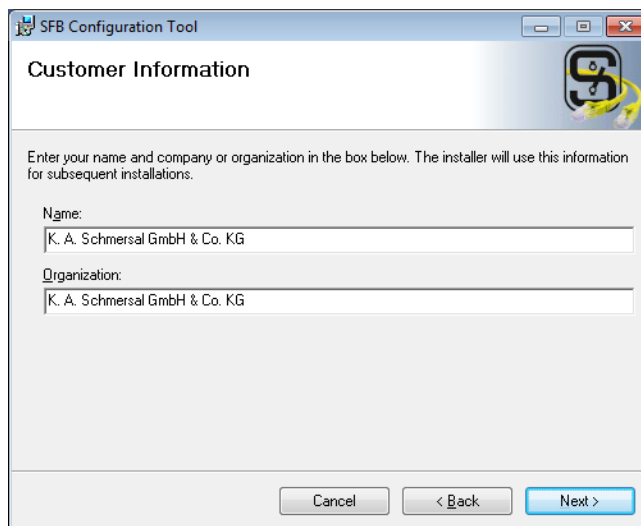 SFB Configuration Tool
Customer Information
Enter your name and company or organization in the box below. The installer will use this information
for subsequent installations.
Name:
K. A. Schmersal GmbH & Co. KG
Organization:
K. A. Schmersal GmbH & Co. KG
Cancel
< Back
Next >